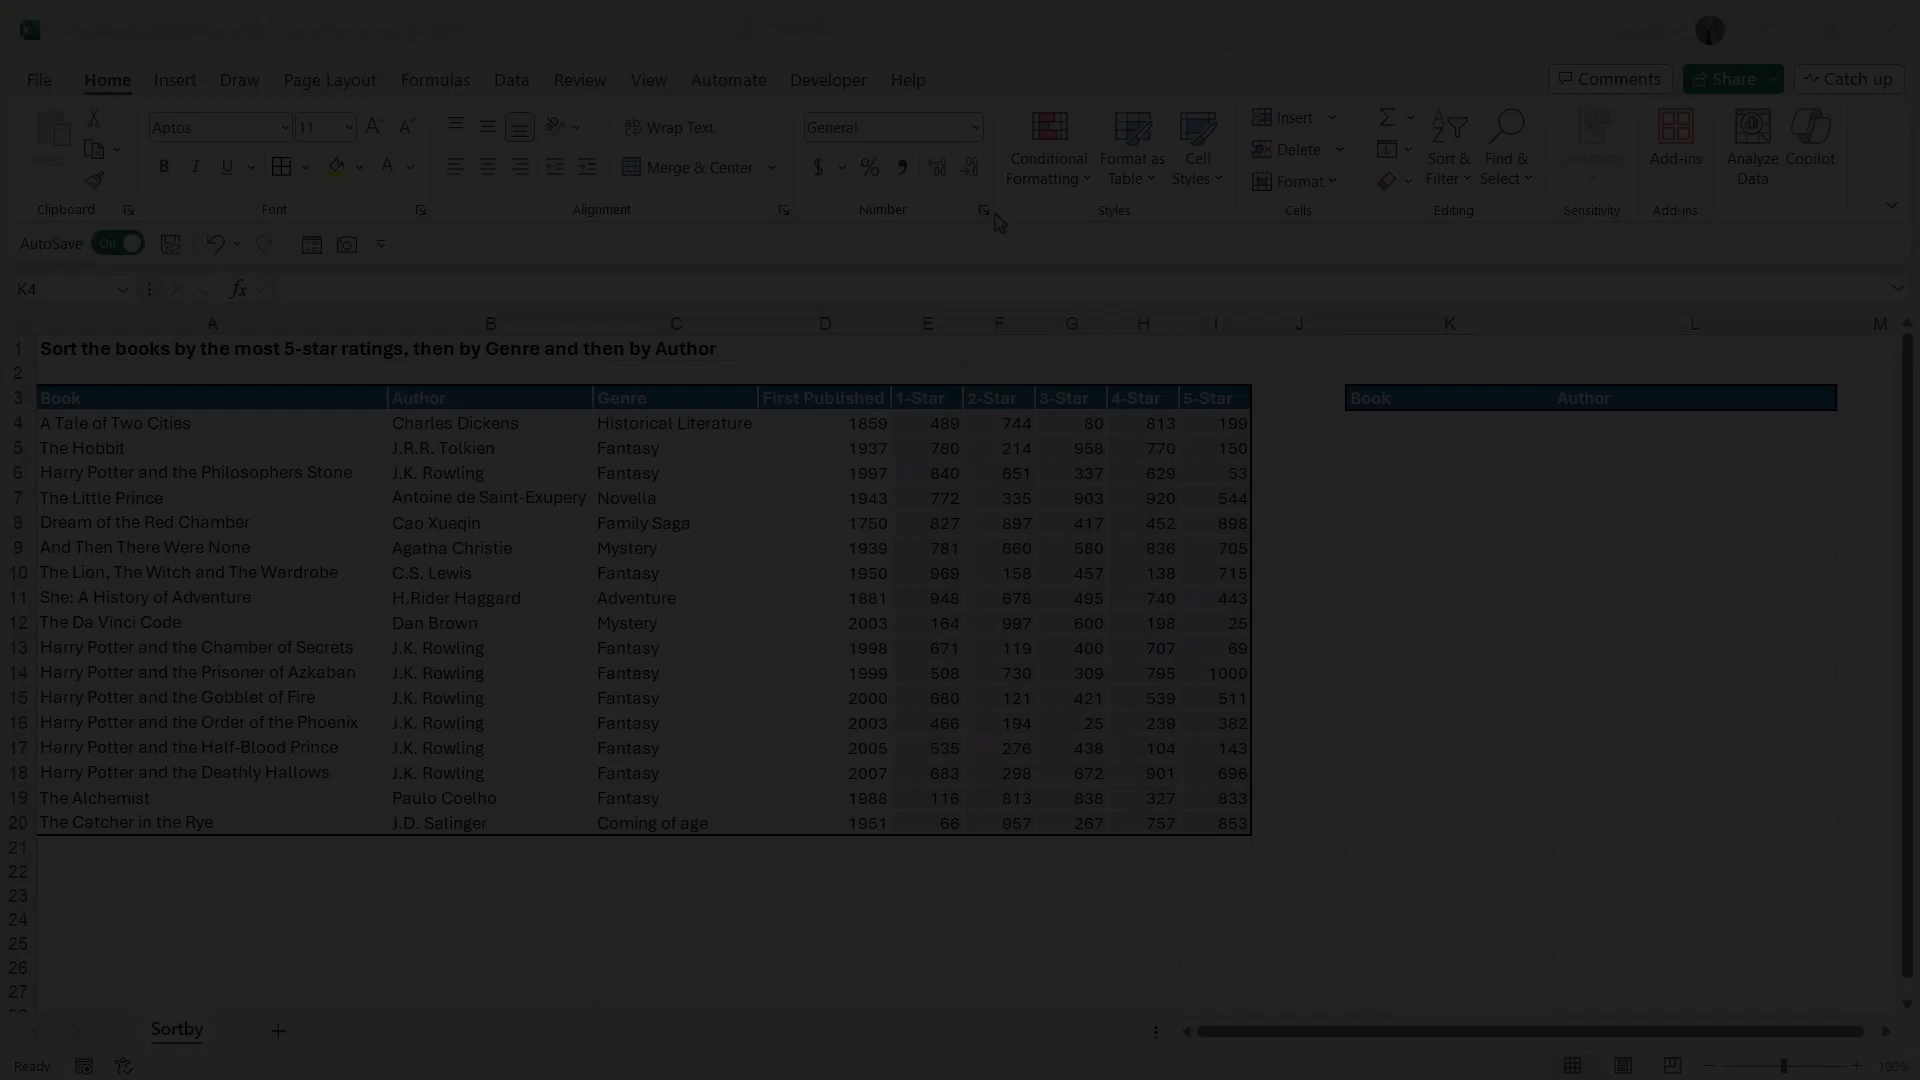 File Home Insert Draw Page Layout Formulas Data Review View Automate Developer Help Comments Share Catch up
Aptos 11 Wrap Text General Insert
Conditional Formatting Format as Table Cell Styles Delete Sort & Filter Find & Select Add-ins Analyze Data Copilot
B I U Merge & Center $ % Format
Clipboard Font Alignment Number Styles Cells Editing Sensitivity Add-ins
AutoSave On
K4 fx
A B C D E F G H I J K L M
1 Sort the books by the most 5-star ratings, then by Genre and then by Author
2
3 Book Author Genre First Published 1-Star 2-Star 3-Star 4-Star 5-Star Book Author
4 A Tale of Two Cities Charles Dickens Historical Literature 1859 489 744 80 813 199
5 The Hobbit J.R.R. Tolkien Fantasy 1937 780 214 958 770 150
6 Harry Potter and the Philosophers Stone J.K. Rowling Fantasy 1997 840 651 337 629 53
7 The Little Prince Antoine de Saint-Exupery Novella 1943 772 335 903 920 544
8 Dream of the Red Chamber Cao Xueqin Family Saga 1750 827 897 417 452 898
9 And Then There Were None Agatha Christie Mystery 1939 781 660 580 836 705
10 The Lion, The Witch and The Wardrobe C.S. Lewis Fantasy 1950 969 158 457 138 715
11 She: A History of Adventure H.Rider Haggard Adventure 1881 948 678 495 740 443
12 The Da Vinci Code Dan Brown Mystery 2003 164 997 600 198 25
13 Harry Potter and the Chamber of Secrets J.K. Rowling Fantasy 1998 671 119 400 707 69
14 Harry Potter and the Prisoner of Azkaban J.K. Rowling Fantasy 1999 508 730 309 795 1000
15 Harry Potter and the Gobblet of Fire J.K. Rowling Fantasy 2000 680 121 421 539 511
16 Harry Potter and the Order of the Phoenix J.K. Rowling Fantasy 2003 466 194 25 239 382
17 Harry Potter and the Half-Blood Prince J.K. Rowling Fantasy 2005 535 276 438 104 143
18 Harry Potter and the Deathly Hallows J.K. Rowling Fantasy 2007 683 298 672 901 696
19 The Alchemist Paulo Coelho Fantasy 1988 116 813 838 327 833
20 The Catcher in the Rye J.D. Salinger Coming of age 1951 66 957 267 757 853
21
22
23
24
25
26
27
Sortby
Ready 100%